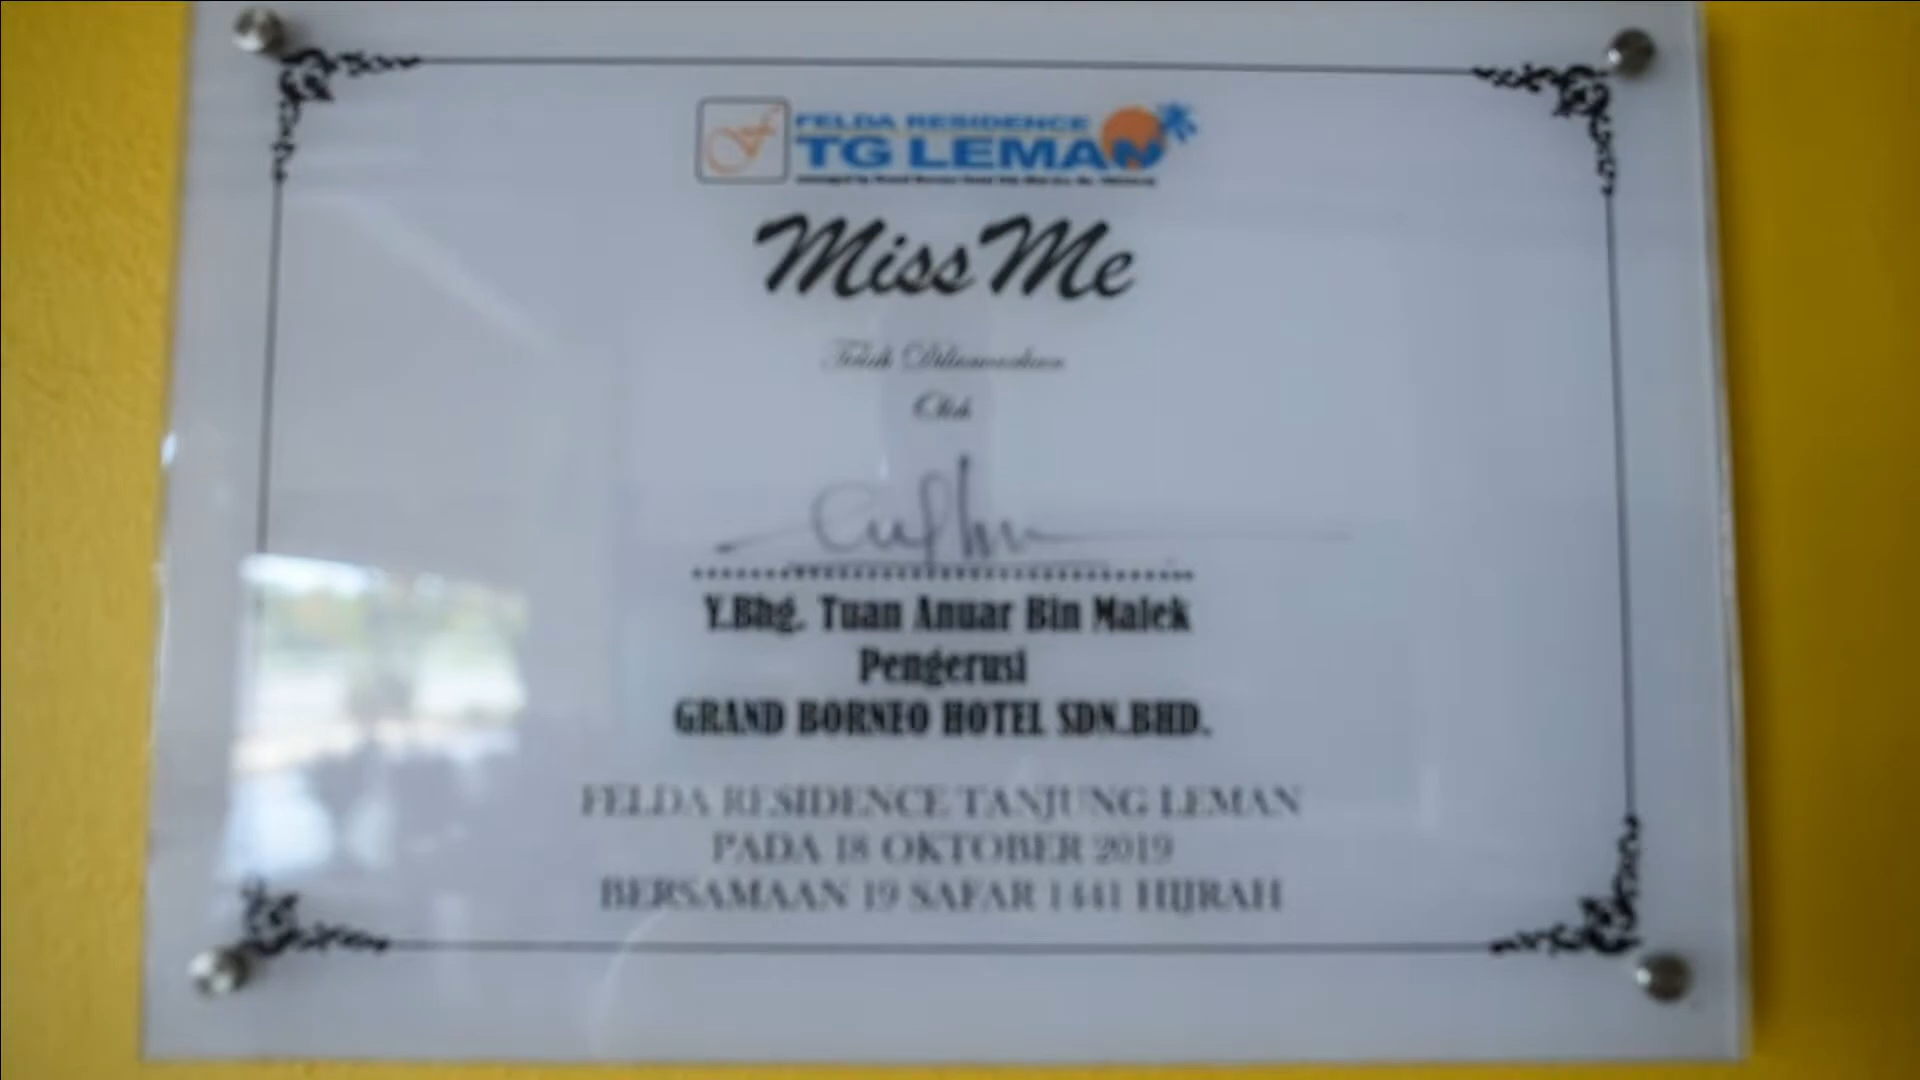 FELDA RESIDENCE
TG LEMAN
Miss Me
Telah
Oleh
Y.Bhg. Tuan Anuar Bin Malek
Pengerusi
GRAND BORNEO HOTEL SDN.BHD.
FELDA RESIDENCE TANJUNG LEMAN
PADA 18 OKTOBER 2019
BERSAMAAN 19 SAFAR 1441 HIJRAH